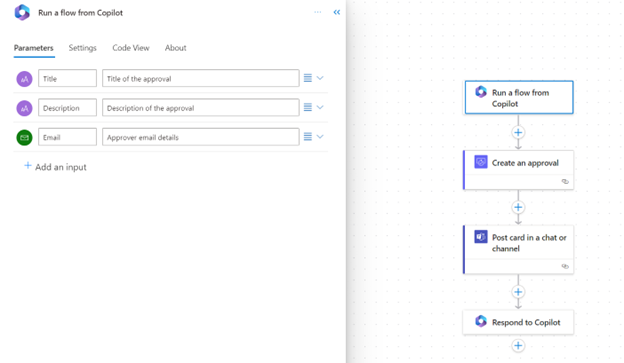 Run a flow from Copilot
Parameters Settings Code View About
Title Title of the approval
Description Description of the approval
Email Approver email details
+ Add an input
Run a flow from
Copilot
Create an approval
Post card in a chat or
channel
Respond to Copilot